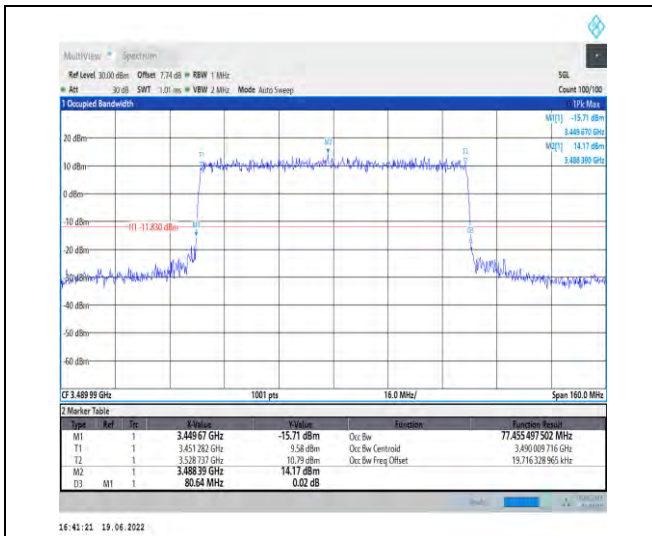 MultiView Spectrum
Ref Level 30.00 dBm Offset 7.74 dB RBW 1 MHz SGL
Att 30 dB SWT 1.01 ms VBW 2 MHz Mode Auto Sweep Count 100/100
1 Occupied Bandwidth 1Pk Max
M1[1] -15.71 dBm
3.449 670 GHz
20 dBm
M2[1] 14.17 dBm
3.488 390 GHz
M2
T1
10 dBm
0 dBm
-10 dBm
H1 -11.830 dBm
M1
D3
-30 dBm
-40 dBm
-50 dBm
-60 dBm
CF 3.489 99 GHz 1001 pts 16.0 MHz/ Span 160.0 MHz
2 Marker Table
Type Ref Trc X-Value Y-Value Function Function Result
M1 1 3.449 67 GHz -15.71 dBm Occ Bw 77.455 497 502 MHz
T1 1 3.451 282 GHz 9.58 dBm Occ Bw Centroid 3.490 009 716 GHz
T2 1 3.528 737 GHz 10.79 dBm Occ Bw Freq Offset 19.716 328 965 kHz
M2 1 3.488 39 GHz 14.17 dBm
D3 M1 1 80.64 MHz 0.02 dB
16:41:21 19.06.2022